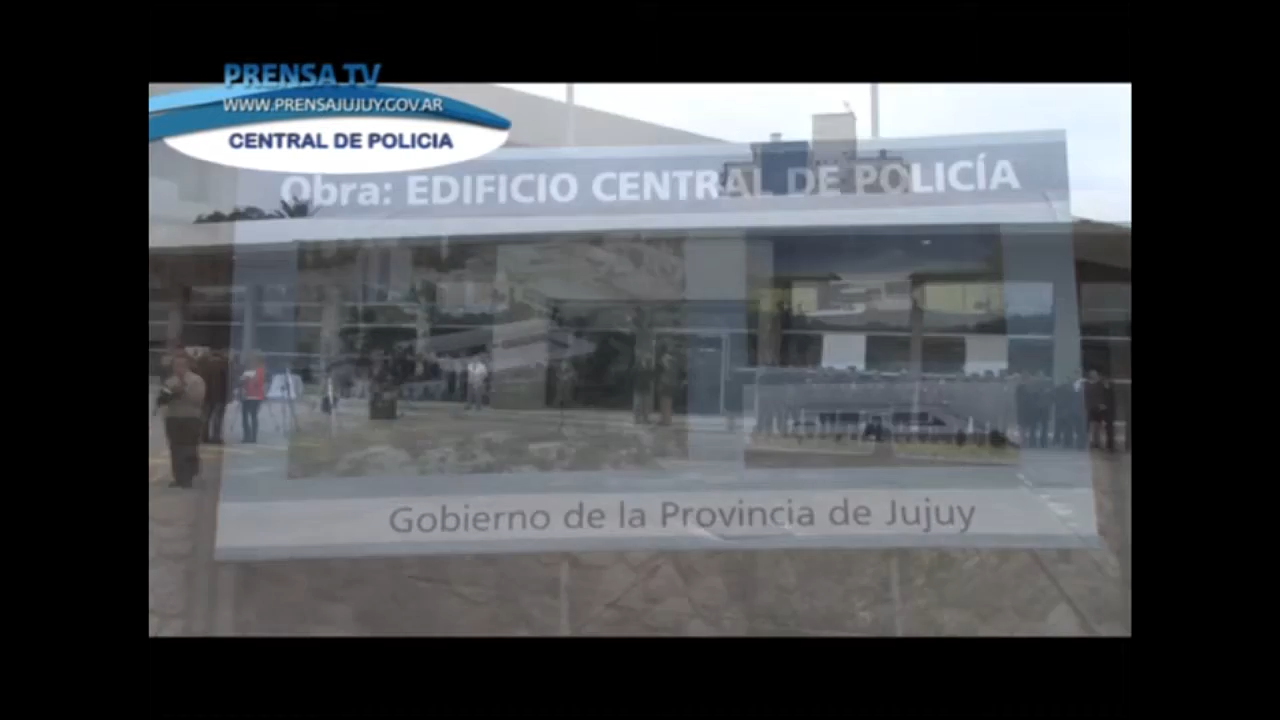 PRENSA.TV
WWW.PRENSAJUJUY.GOV.AR
CENTRAL DE POLICIA
Obra: EDIFICIO CENTRAL DE POLICÍA
Gobierno de la Provincia de Jujuy